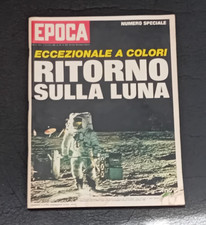 EPOCA
NUMERO SPECIALE
ECCEZIONALE A COLORI
RITORNO
SULLA LUNA